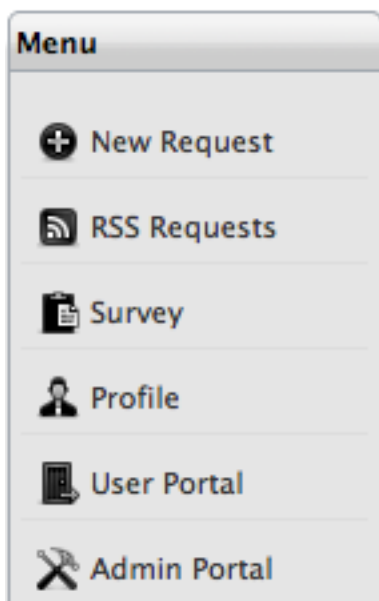 Menu
New Request
RSS Requests
Survey
Profile
User Portal
Admin Portal